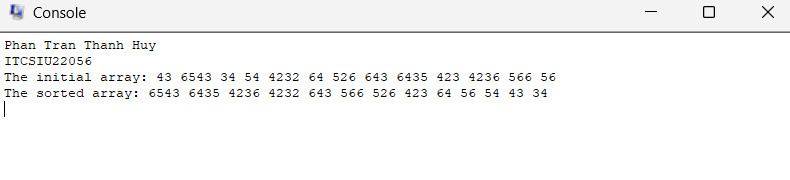 Console
Phan Tran Thanh Huy
ITCSIU22056
The initial array: 43 6543 34 54 4232 64 526 643 6435 423 4236 566 56
The sorted array: 6543 6435 4236 4232 643 566 526 423 64 56 54 43 34